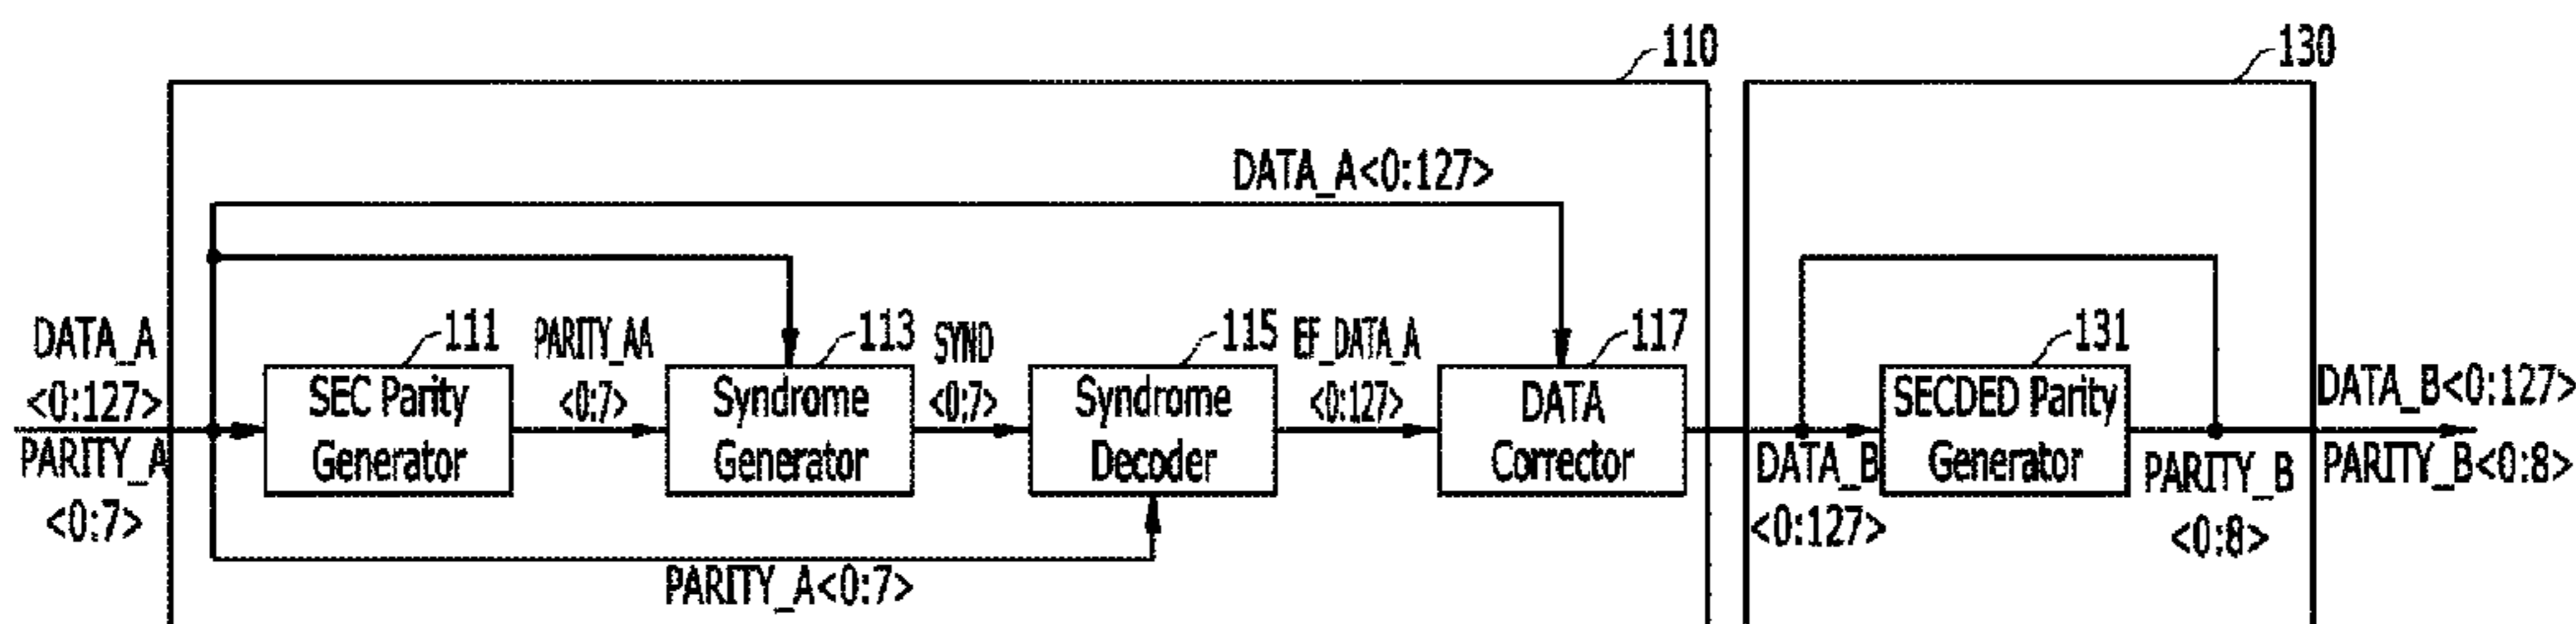 110
130
DATA_A<0:127>
DATA_A
<0:127>
PARITY_A
<0:7>
111
SEC Parity
Generator
PARITY_AA
<0:7>
113
Syndrome
Generator
SYND
<0:7>
115
Syndrome
Decoder
EF_DATA_A
<0:127>
117
DATA
Corrector
PARITY_A<0:7>
DATA_B
<0:127>
131
SECDED Parity
Generator
PARITY_B
<0:8>
DATA_B<0:127>
PARITY_B<0:8>